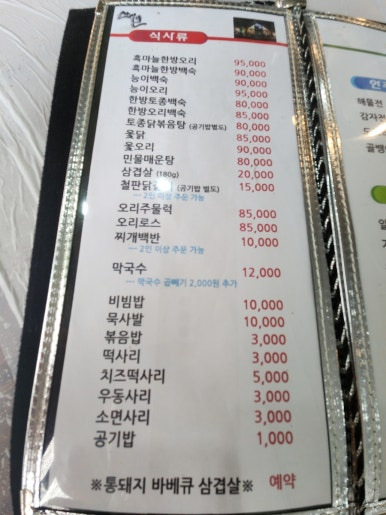 식사류
흑마늘한방오리 95,000
흑마늘한방백숙 90,000
능이백숙 90,000
능이오리 95,000
한방토종백숙 80,000
한방오리백숙 85,000
토종닭볶음탕 (공기밥별도) 80,000
옻닭 85,000
옻오리 90,000
민물매운탕 80,000
삼겹살 (180g) 20,000
철판닭 (공기밥 별도) 15,000
--- 2인 이상 주문 가능
오리주물럭 85,000
오리로스 85,000
찌개백반 10,000
--- 2인 이상 주문 가능
막국수 12,000
--- 막국수 곱빼기 2,000원 추가
비빔밥 10,000
묵사발 10,000
볶음밥 3,000
떡사리 3,000
치즈떡사리 5,000
우동사리 3,000
소면사리 3,000
공기밥 1,000
※통돼지 바베큐 삼겹살※ 예약
해물전
감자전